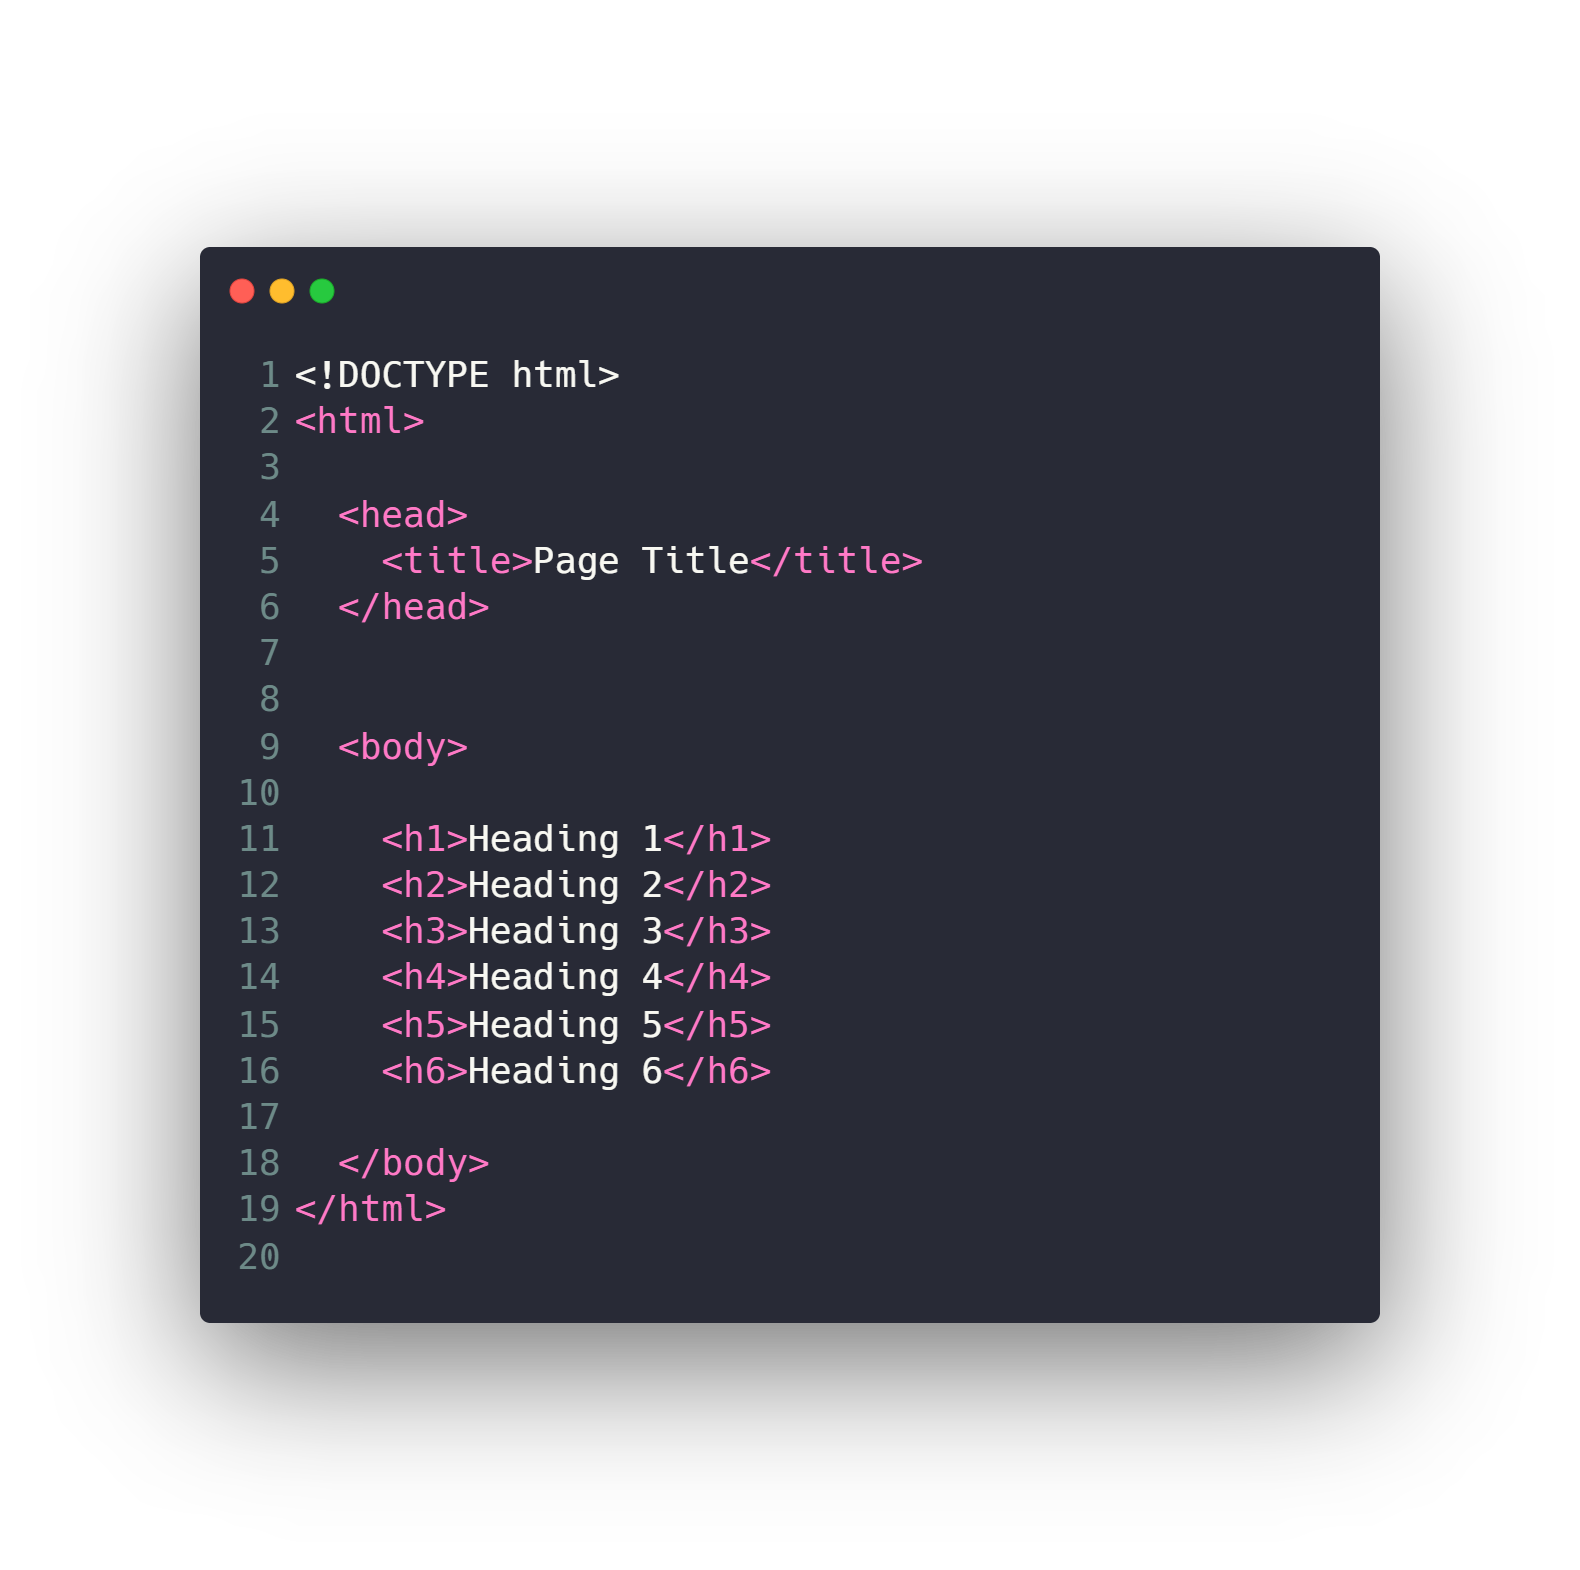 1 <!DOCTYPE html>
2 <html>
3
4   <head>
5     <title>Page Title</title>
6   </head>
7
8
9   <body>
10
11     <h1>Heading 1</h1>
12     <h2>Heading 2</h2>
13     <h3>Heading 3</h3>
14     <h4>Heading 4</h4>
15     <h5>Heading 5</h5>
16     <h6>Heading 6</h6>
17
18   </body>
19 </html>
20